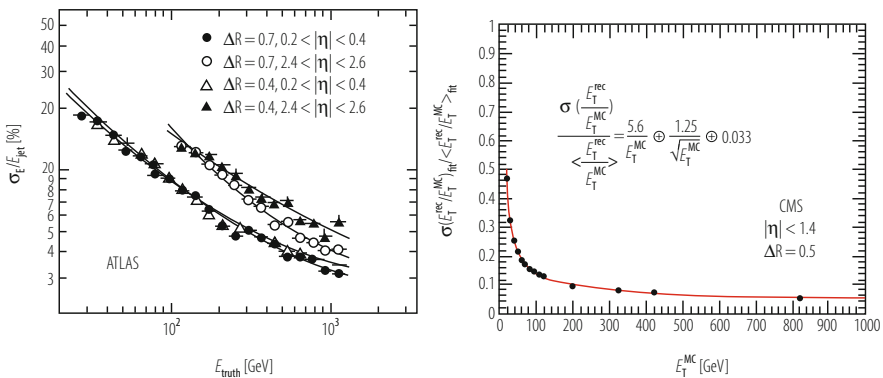 50%
30%
20%
20
9
8
7
6
5
4
3
σE/Ejet [%]
● ΔR = 0.7, 0.2 < |η| < 0.4
○ ΔR = 0.7, 2.4 < |η| < 2.6
△ ΔR = 0.4, 0.2 < |η| < 0.4
▲ ΔR = 0.4, 2.4 < |η| < 2.6
ATLAS
10² 10³
Etruth [GeV]
1
0.9
0.8
0.7
0.6
0.5
0.4
0.3
0.2
0.1
0
σ(ETrec/ETMC)fit/<ETrec/ETMC>fit
σ (ETrec/ETMC) / <ETrec/ETMC> = 5.6/ETMC ⊕ 1.25/√ETMC ⊕ 0.033
CMS
|η| < 1.4
ΔR = 0.5
0 100 200 300 400 500 600 700 800 900 1000
ETMC [GeV]